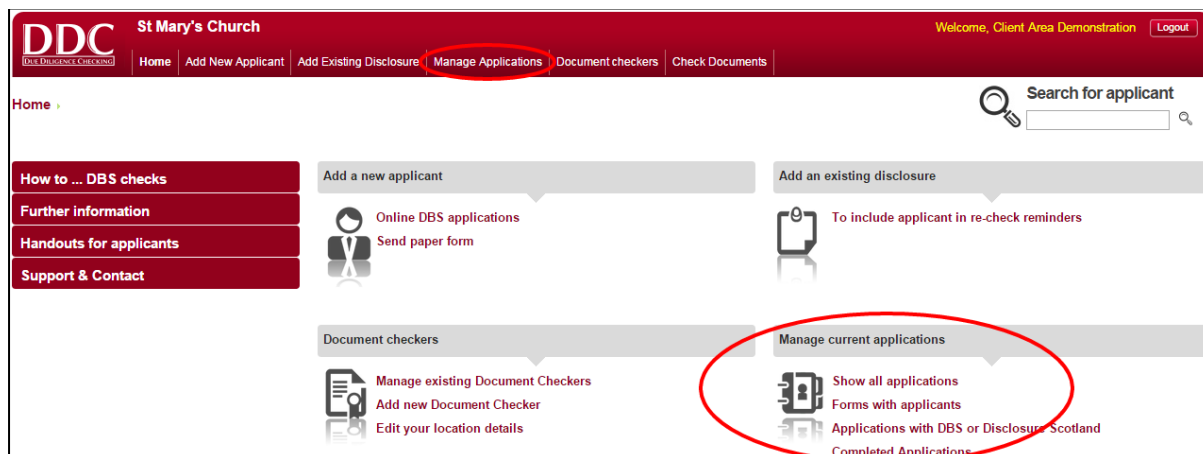 DDC
DUE DILIGENCE CHECKING
St Mary's Church
Welcome, Client Area Demonstration
Logout
Home Add New Applicant Add Existing Disclosure Manage Applications Document checkers Check Documents
Home
Search for applicant
How to ... DBS checks
Further information
Handouts for applicants
Support & Contact
Add a new applicant
Online DBS applications
Send paper form
Add an existing disclosure
To include applicant in re-check reminders
Document checkers
Manage existing Document Checkers
Add new Document Checker
Edit your location details
Manage current applications
Show all applications
Forms with applicants
Applications with DBS or Disclosure Scotland
Completed Applications